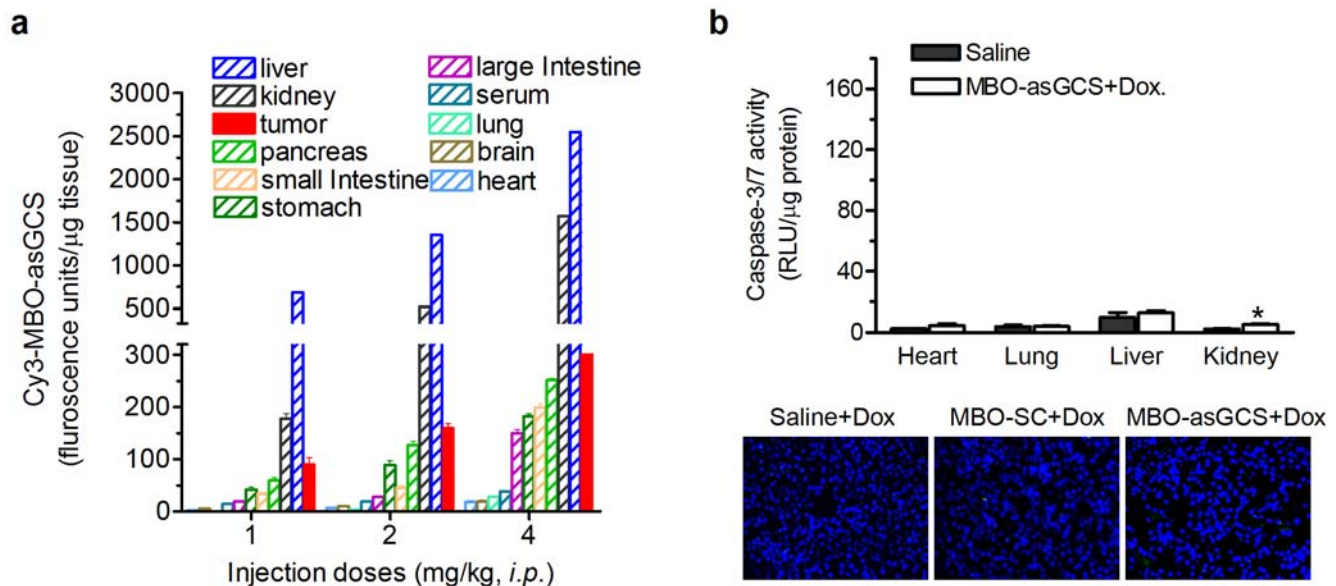 a
liver
kidney
tumor
pancreas
small Intestine
stomach
large Intestine
serum
lung
brain
heart
Cy3-MBO-asGCS
(fluroscence units/µg tissue)
3000
2500
2000
1500
1000
500
300
200
100
0
1 2 4
Injection doses (mg/kg, i.p.)
b
Saline
MBO-asGCS+Dox.
Caspase-3/7 activity
(RLU/µg protein)
160
120
80
40
0
*
Heart Lung Liver Kidney
Saline+Dox MBO-SC+Dox MBO-asGCS+Dox